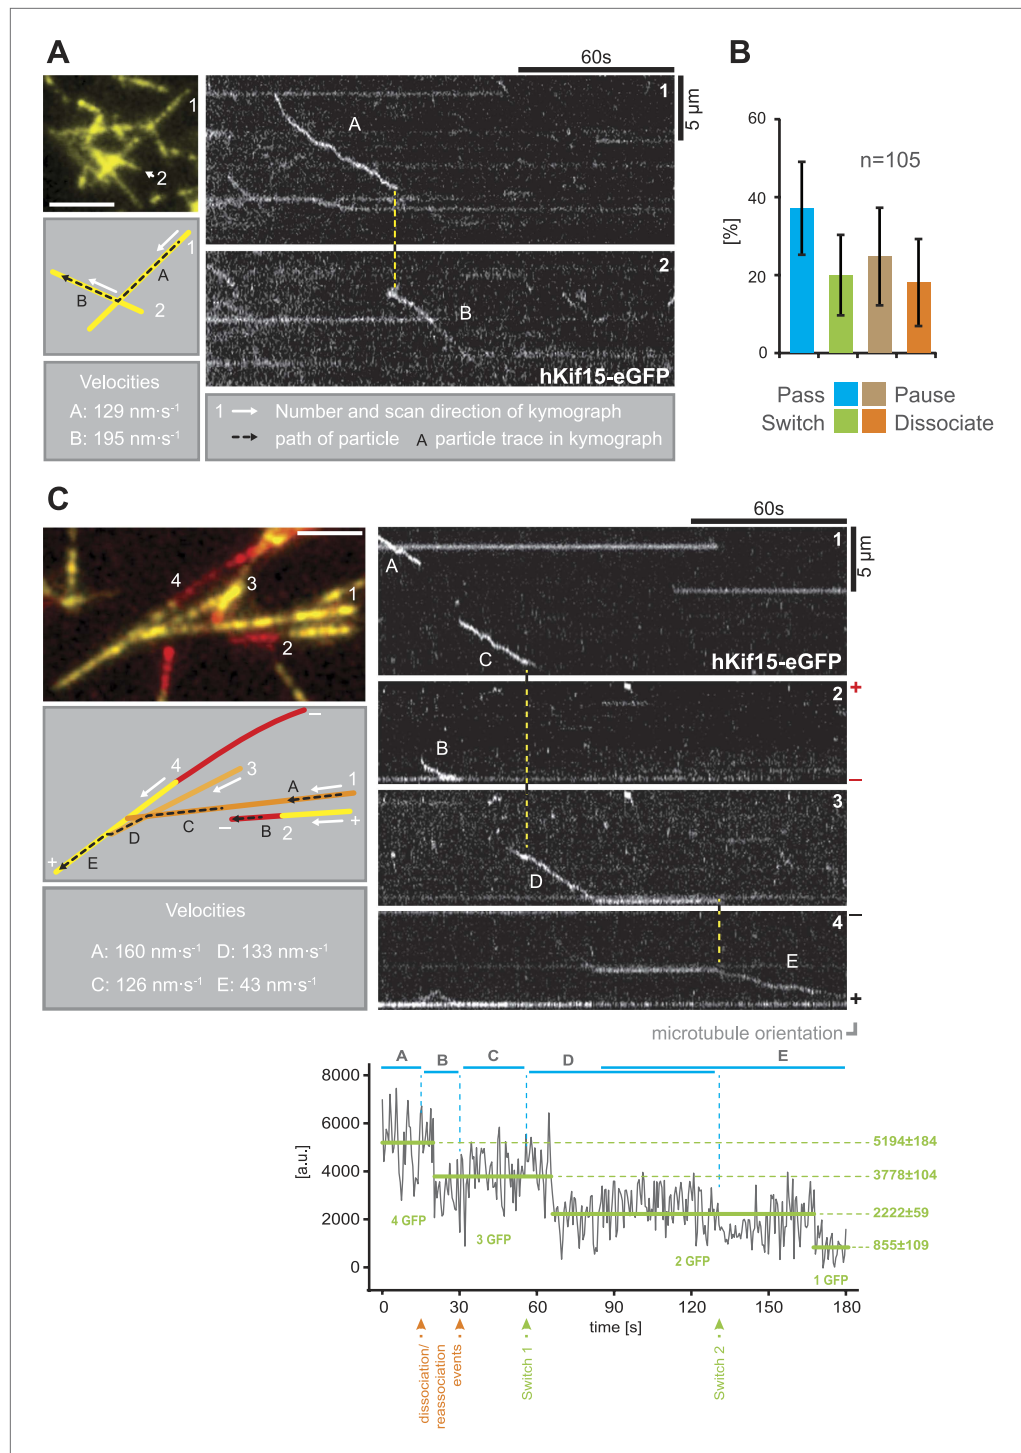 A
60s
1
2
1
A
5 µm
1
A
B
2
2
B
hKif15-eGFP
Velocities
A: 129 nm·s-1
B: 195 nm·s-1
1 Number and scan direction of kymograph
path of particle A particle trace in kymograph
B
n=105
[%]
60
40
20
0
Pass Pause
Switch Dissociate
C
60s
4
3
1
2
A
1
5 µm
C
hKif15-eGFP
2
+
B
–
–
4
3
A
1
C
–
B
2
+
D
E
+
3
D
Velocities
A: 160 nm·s-1 D: 133 nm·s-1
C: 126 nm·s-1 E: 43 nm·s-1
4
–
E
+
microtubule orientation
A
B
C
D
E
[a.u.]
8000
6000
4000
2000
0
5194±184
3778±104
2222±59
855±109
4 GFP
3 GFP
2 GFP
1 GFP
0 30 60 90 120 150 180
time [s]
dissociation/
reassociation
events
Switch 1
Switch 2